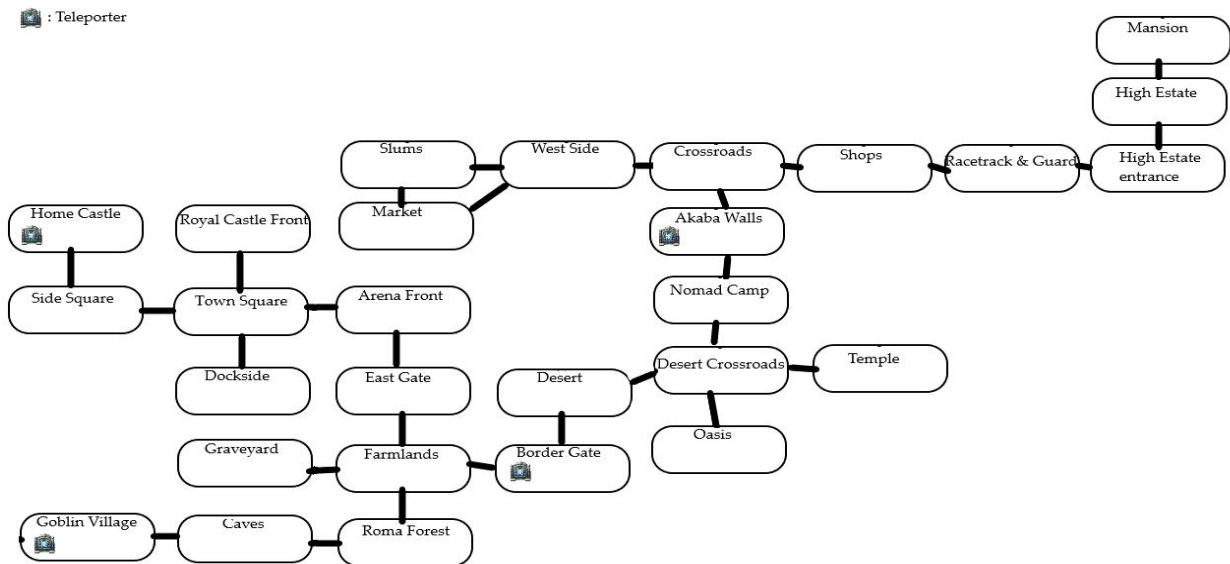 : Teleporter
Mansion
High Estate
Slums
West Side
Crossroads
Shops
Racetrack & Guard
High Estate
entrance
Home Castle
Royal Castle Front
Market
Akaba Walls
Side Square
Town Square
Arena Front
Nomad Camp
Dockside
East Gate
Desert
Desert Crossroads
Temple
Graveyard
Farmlands
Border Gate
Oasis
Goblin Village
Caves
Roma Forest